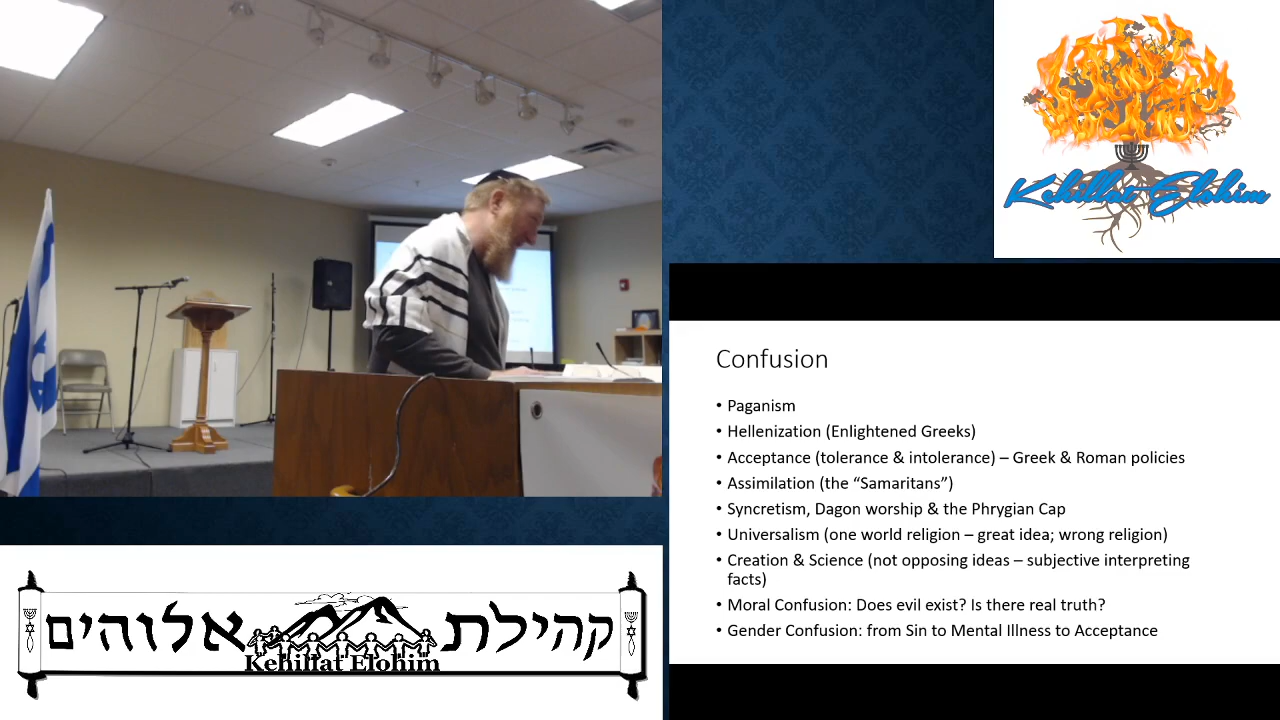 Kehillat Elohim
Confusion
• Paganism
• Hellenization (Enlightened Greeks)
• Acceptance (tolerance & intolerance) – Greek & Roman policies
• Assimilation (the “Samaritans”)
• Syncretism, Dagon worship & the Phrygian Cap
• Universalism (one world religion – great idea; wrong religion)
• Creation & Science (not opposing ideas – subjective interpreting
facts)
• Moral Confusion: Does evil exist? Is there real truth?
• Gender Confusion: from Sin to Mental Illness to Acceptance
קהילת אלוהים
Kehillat Elohim